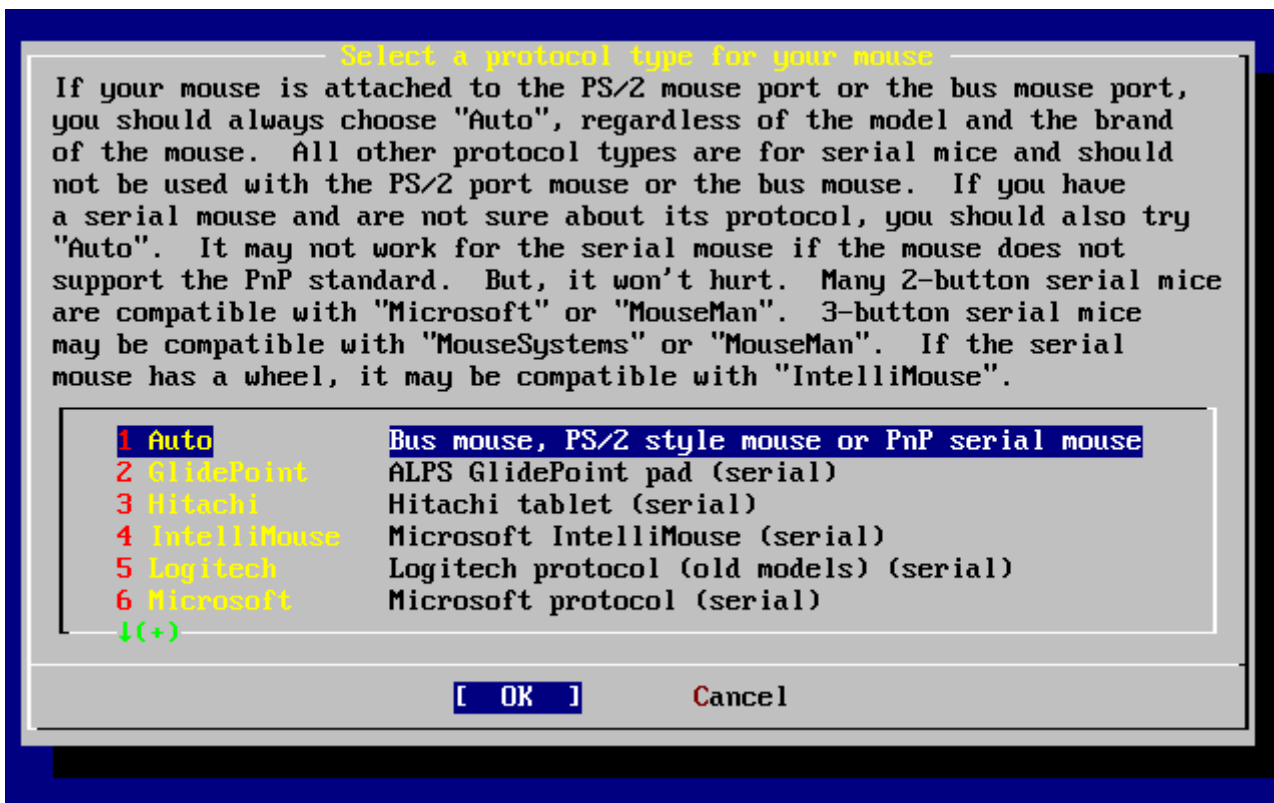 Select a protocol type for your mouse
If your mouse is attached to the PS/2 mouse port or the bus mouse port,
you should always choose "Auto", regardless of the model and the brand
of the mouse.  All other protocol types are for serial mice and should
not be used with the PS/2 port mouse or the bus mouse.  If you have
a serial mouse and are not sure about its protocol, you should also try
"Auto".  It may not work for the serial mouse if the mouse does not
support the PnP standard.  But, it won't hurt.  Many 2-button serial mice
are compatible with "Microsoft" or "MouseMan".  3-button serial mice
may be compatible with "MouseSystems" or "MouseMan".  If the serial
mouse has a wheel, it may be compatible with "IntelliMouse".
1 Auto Bus mouse, PS/2 style mouse or PnP serial mouse
2 GlidePoint ALPS GlidePoint pad (serial)
3 Hitachi Hitachi tablet (serial)
4 IntelliMouse Microsoft IntelliMouse (serial)
5 Logitech Logitech protocol (old models) (serial)
6 Microsoft Microsoft protocol (serial)
↓(+)
[ OK ] Cancel